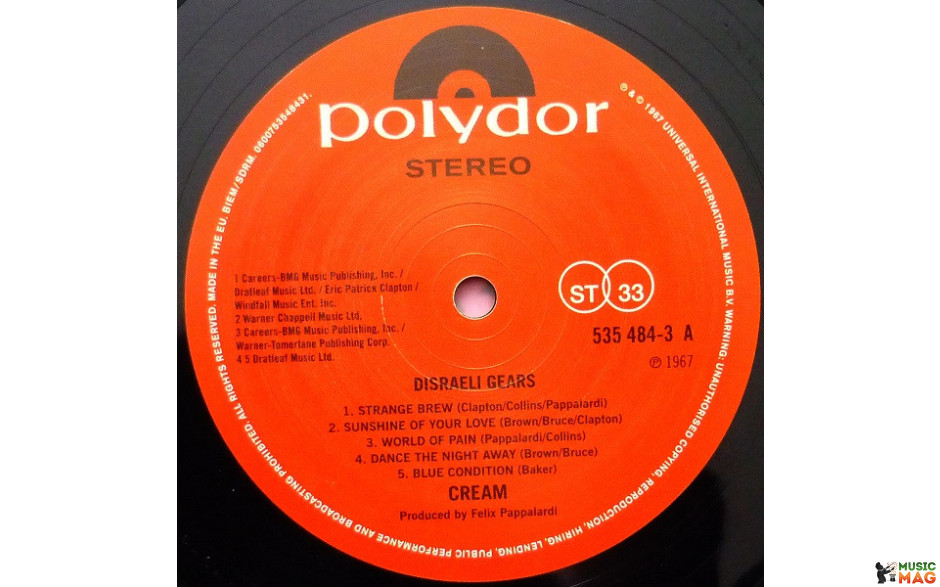 polydor
STEREO
1 Careers-BMG Music Publishing, Inc. /
Dratleaf Music Ltd. / Eric Patrick Clapton /
Windfall Music Ent. Inc.
2 Warner Chappell Music Ltd.
3 Careers-BMG Music Publishing, Inc. /
Warner-Tamerlane Publishing Corp.
4 5 Dratleaf Music Ltd.
ST 33
535 484-3 A
℗ 1967
DISRAELI GEARS
1. STRANGE BREW (Clapton/Collins/Pappalardi)
2. SUNSHINE OF YOUR LOVE (Brown/Bruce/Clapton)
3. WORLD OF PAIN (Pappalardi/Collins)
4. DANCE THE NIGHT AWAY (Brown/Bruce)
5. BLUE CONDITION (Baker)
CREAM
Produced by Felix Pappalardi
℗ & © 1967 UNIVERSAL INTERNATIONAL MUSIC B.V. WARNING: UNAUTHORISED COPYING, REPRODUCTION, HIRING, LENDING, PUBLIC PERFORMANCE AND BROADCASTING PROHIBITED. ALL RIGHTS RESERVED. MADE IN THE EU. BIEM/SDRM. 0600753548431.
MUSIC
MAG